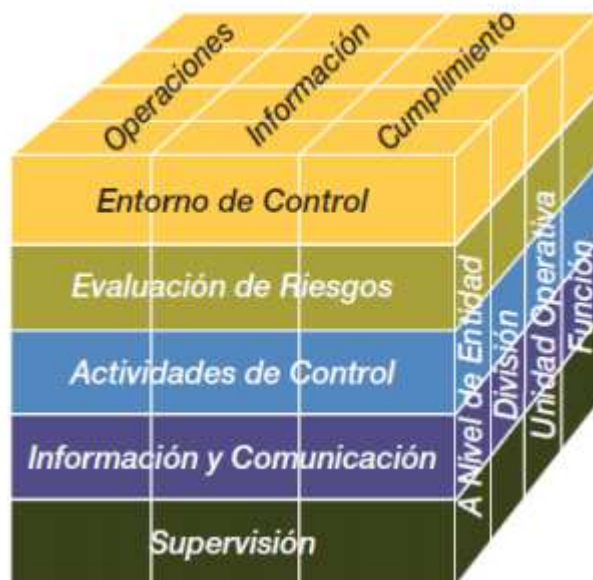 Operaciones
Información
Cumplimiento
Entorno de Control
Evaluación de Riesgos
Actividades de Control
Información y Comunicación
Supervisión
A Nivel de Entidad
División
Unidad Operativa
Función